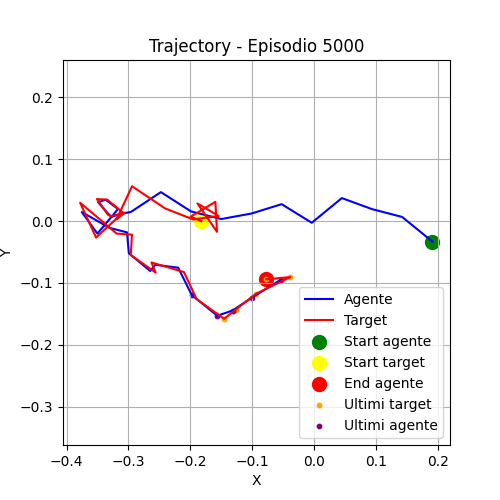 Trajectory - Episodio 5000
0.2
0.1
0.0
−0.1
−0.2
−0.3
Y
−0.4
−0.3
−0.2
−0.1
0.0
0.1
0.2
X
Agente
Target
Start agente
Start target
End agente
Ultimi target
Ultimi agente